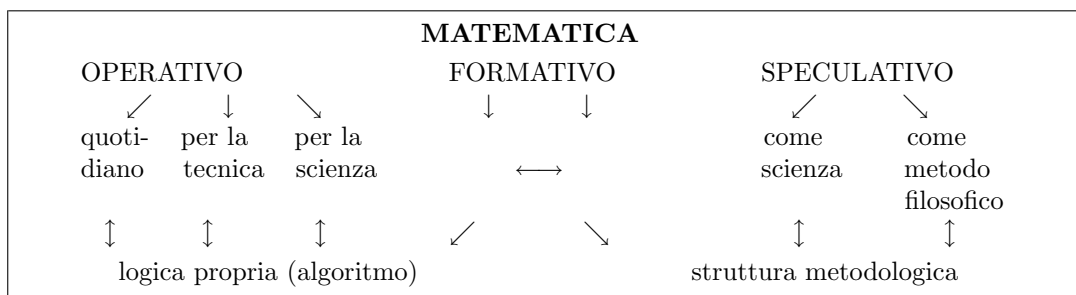 MATEMATICA
OPERATIVO FORMATIVO SPECULATIVO
quoti- per la per la come come
diano tecnica scienza scienza metodo
filosofico
logica propria (algoritmo) struttura metodologica